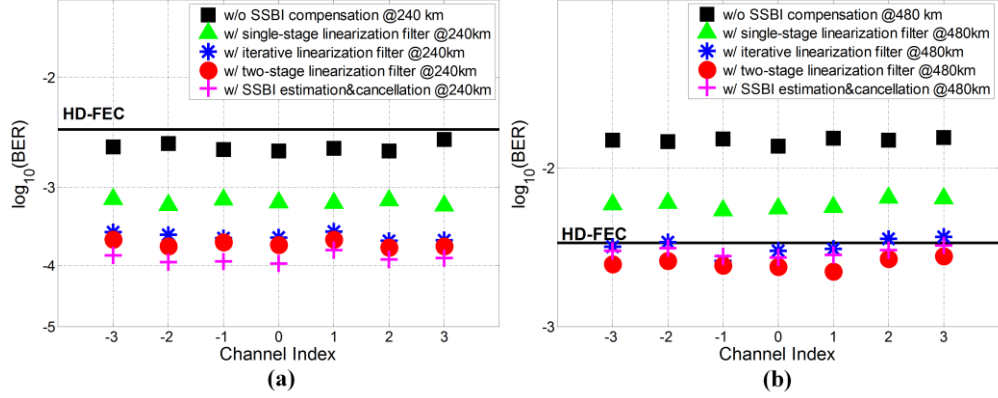 w/o SSBI compensation @240 km
w/ single-stage linearization filter @240km
w/ iterative linearization filter @240km
w/ two-stage linearization filter @240km
w/ SSBI estimation&cancellation @240km
HD-FEC
log10(BER)
-2
-3
-4
-5
-3 -2 -1 0 1 2 3
Channel Index
(a)
w/o SSBI compensation @480 km
w/ single-stage linearization filter @480km
w/ iterative linearization filter @480km
w/ two-stage linearization filter @480km
w/ SSBI estimation&cancellation @480km
HD-FEC
log10(BER)
-2
-3
-3 -2 -1 0 1 2 3
Channel Index
(b)